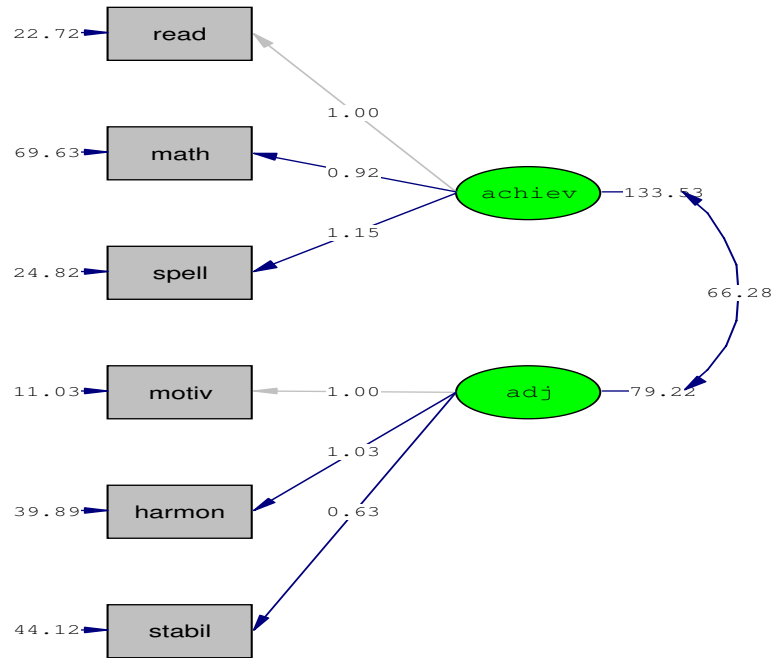 22.72 read
1.00
69.63 math
0.92
achiev 133.53
1.15
24.82 spell
66.28
11.03 motiv 1.00 adj 79.22
1.03
39.89 harmon
0.63
44.12 stabil